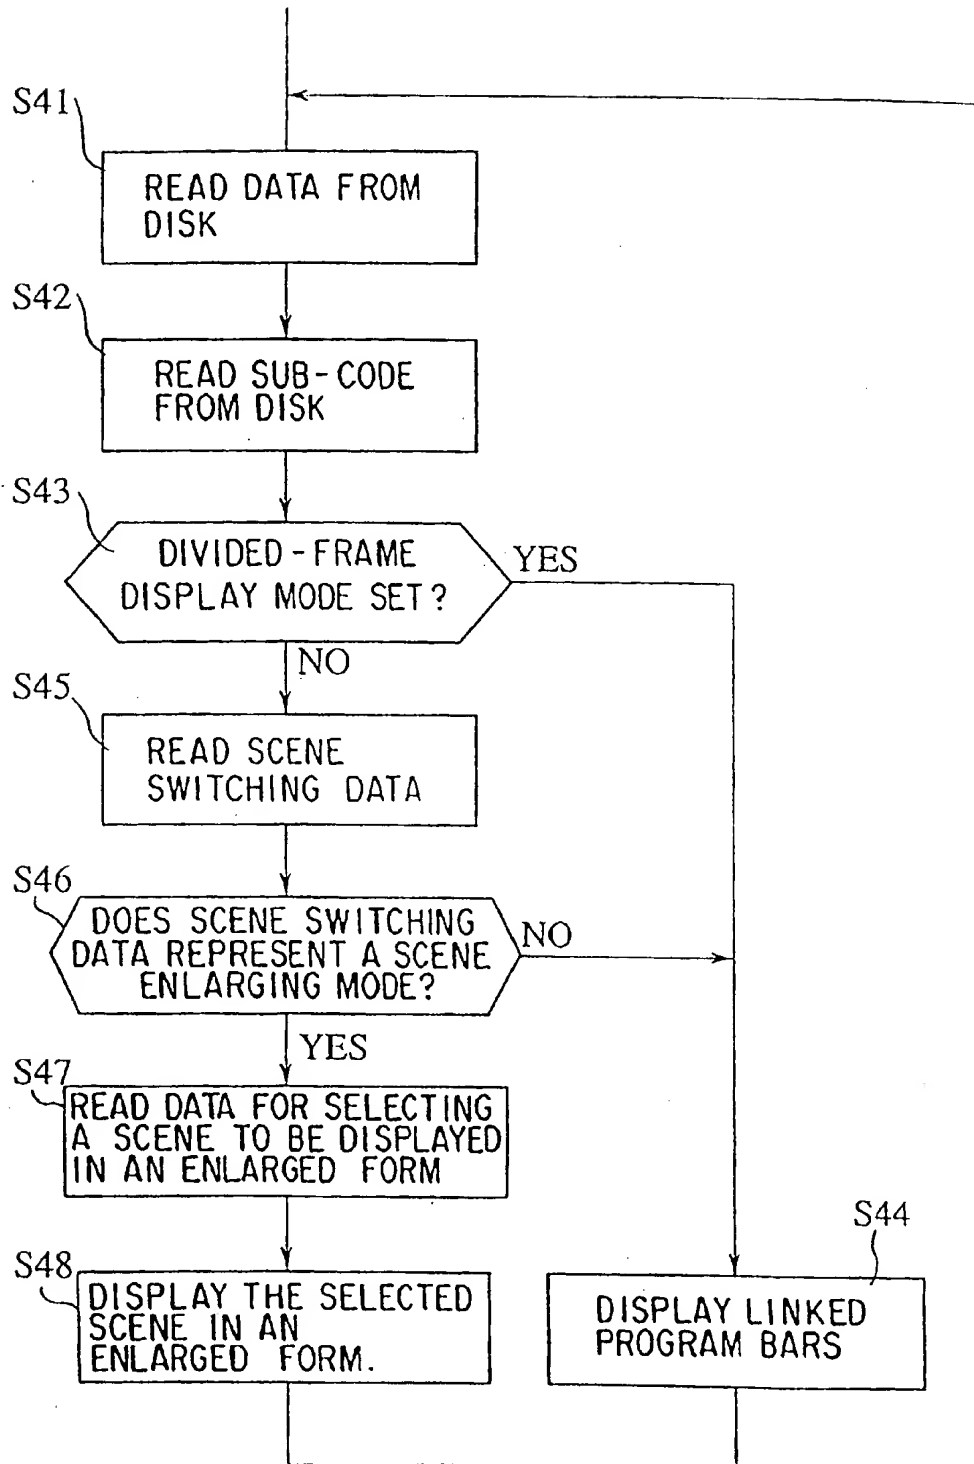 S41
READ DATA FROM
DISK
S42
READ SUB-CODE
FROM DISK
S43
DIVIDED-FRAME
DISPLAY MODE SET?
YES
NO
S45
READ SCENE
SWITCHING DATA
S46
DOES SCENE SWITCHING
DATA REPRESENT A SCENE
ENLARGING MODE?
NO
YES
S47
READ DATA FOR SELECTING
A SCENE TO BE DISPLAYED
IN AN ENLARGED FORM
S48
DISPLAY THE SELECTED
SCENE IN AN
ENLARGED FORM.
S44
DISPLAY LINKED
PROGRAM BARS